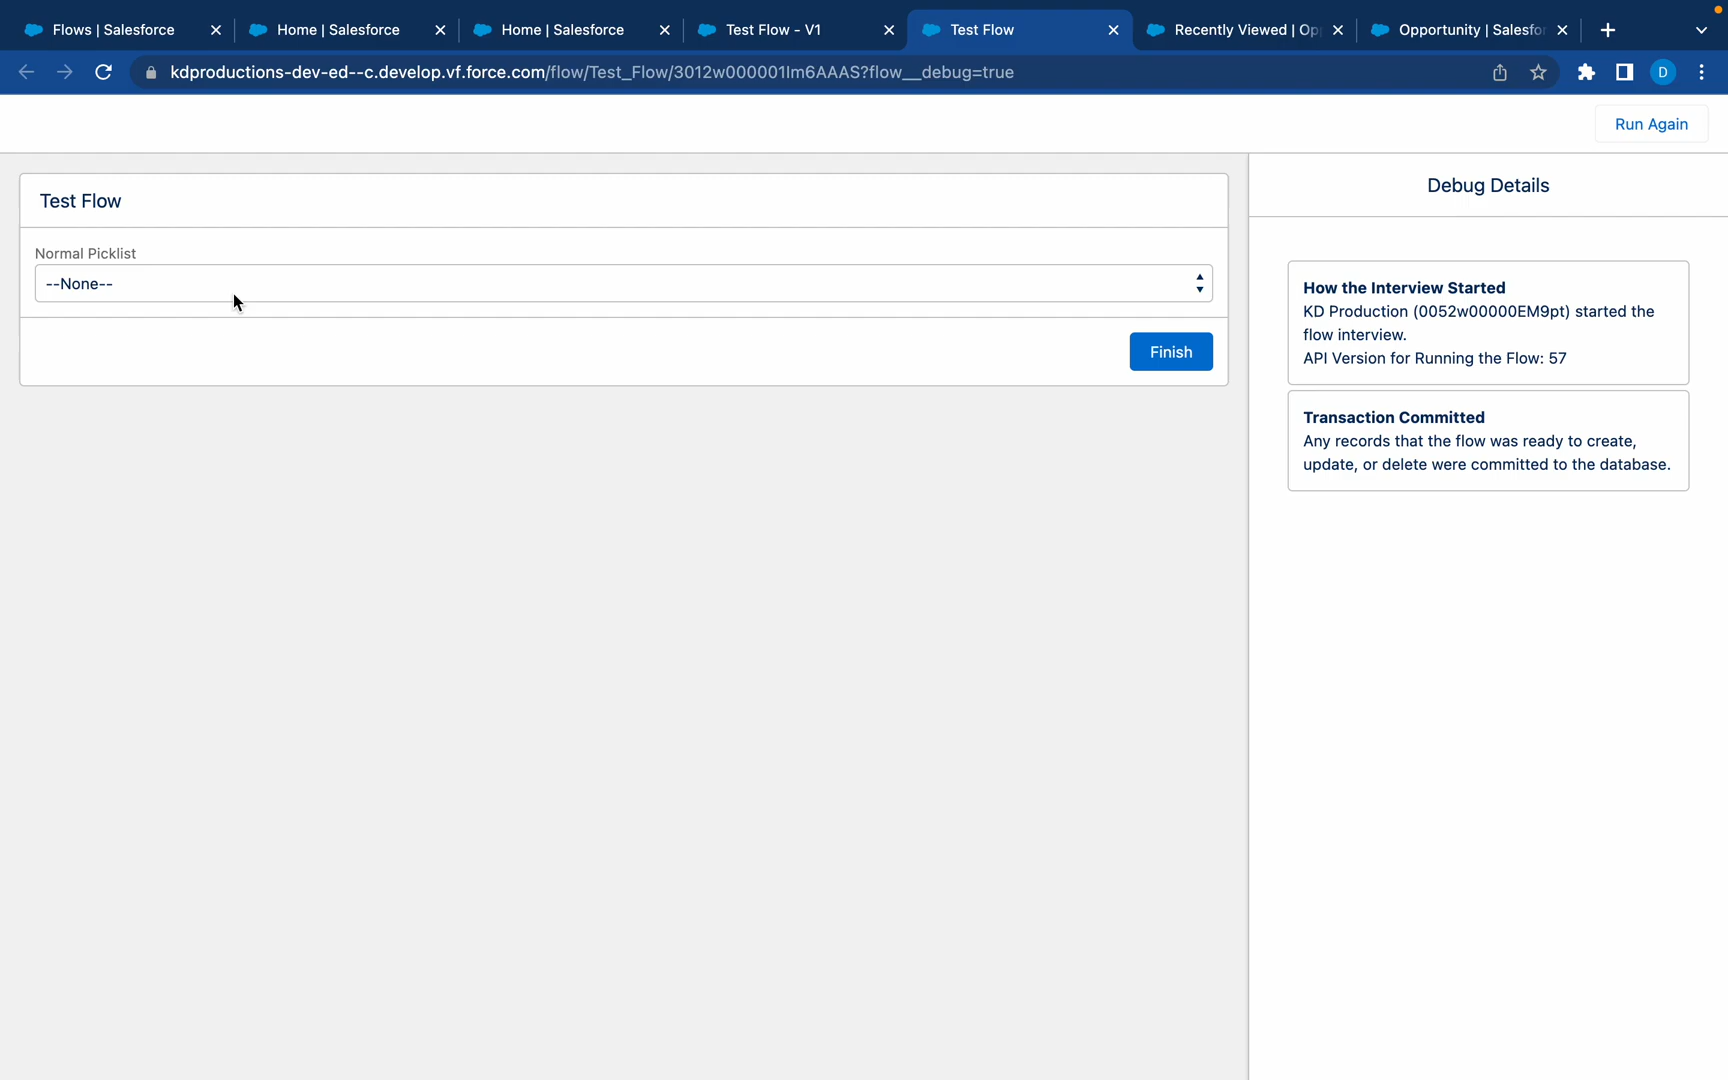 Flows | Salesforce
Home | Salesforce
Home | Salesforce
Test Flow - V1
Test Flow
Recently Viewed | Op
Opportunity | Salesfor
kdproductions-dev-ed--c.develop.vf.force.com/flow/Test_Flow/3012w000001lm6AAAS?flow__debug=true
D
Run Again
Test Flow
Normal Picklist
--None--
Finish
Debug Details
How the Interview Started
KD Production (0052w00000EM9pt) started the
flow interview.
API Version for Running the Flow: 57
Transaction Committed
Any records that the flow was ready to create,
update, or delete were committed to the database.